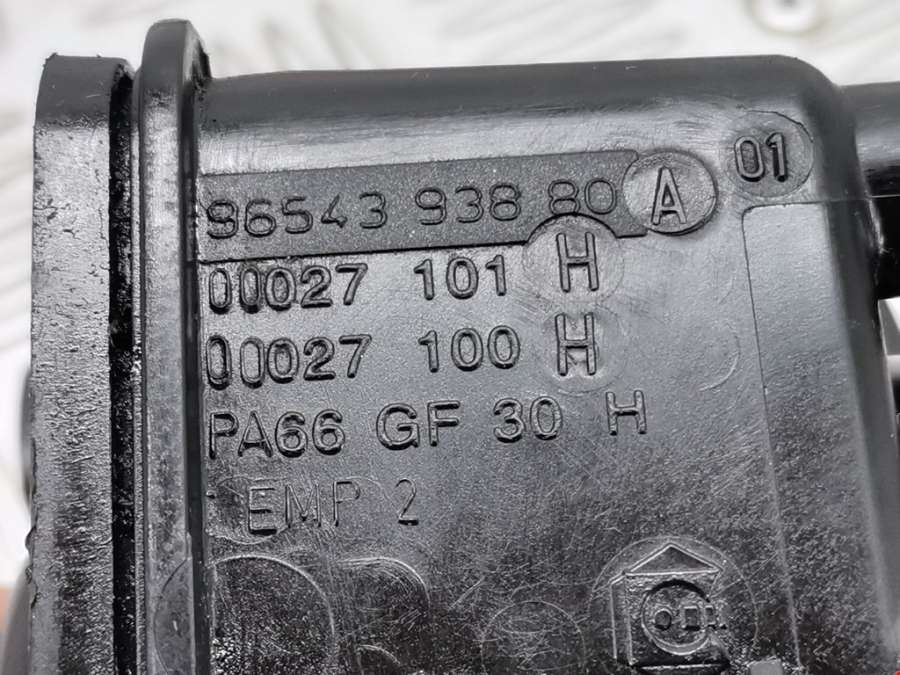 96543 938 80 A 01
00027 101 H
00027 100 H
PA66 GF 30 H
EMP 2